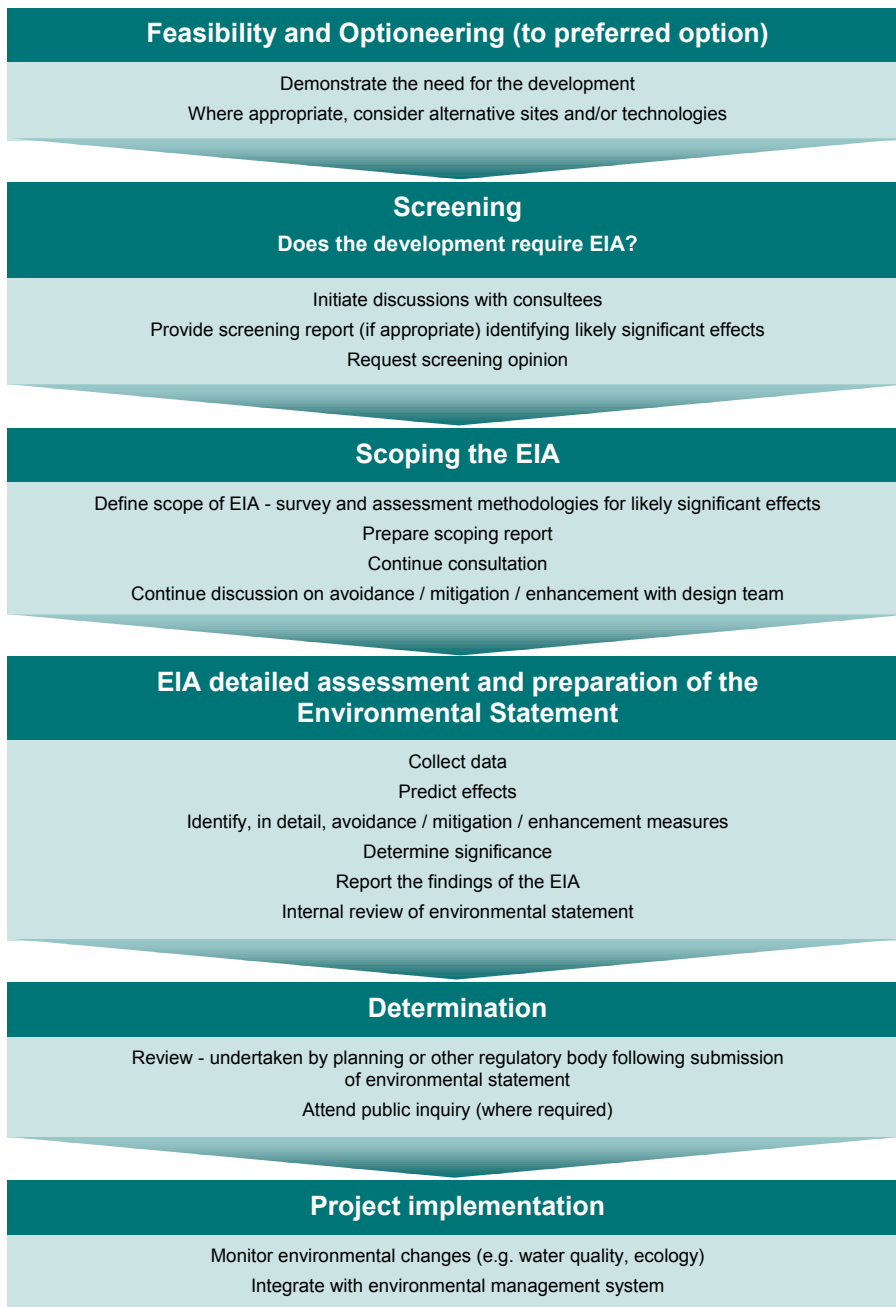 Feasibility and Optioneering (to preferred option)
Demonstrate the need for the development
Where appropriate, consider alternative sites and/or technologies
Screening
Does the development require EIA?
Initiate discussions with consultees
Provide screening report (if appropriate) identifying likely significant effects
Request screening opinion
Scoping the EIA
Define scope of EIA - survey and assessment methodologies for likely significant effects
Prepare scoping report
Continue consultation
Continue discussion on avoidance / mitigation / enhancement with design team
EIA detailed assessment and preparation of the
Environmental Statement
Collect data
Predict effects
Identify, in detail, avoidance / mitigation / enhancement measures
Determine significance
Report the findings of the EIA
Internal review of environmental statement
Determination
Review - undertaken by planning or other regulatory body following submission
of environmental statement
Attend public inquiry (where required)
Project implementation
Monitor environmental changes (e.g. water quality, ecology)
Integrate with environmental management system